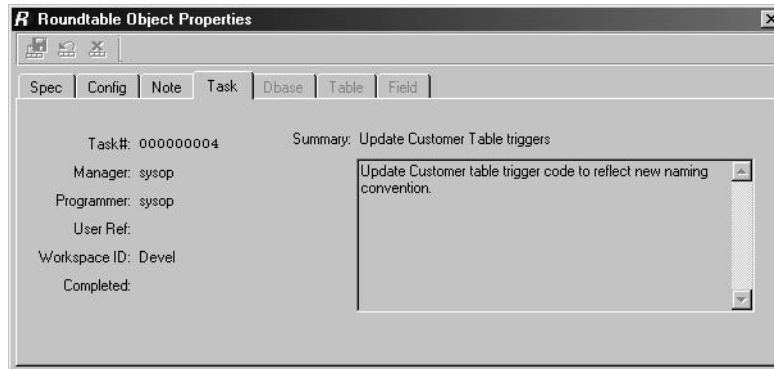 R Roundtable Object Properties
Spec Config Note Task Dbase Table Field
Task#: 000000004
Summary: Update Customer Table triggers
Manager: sysop
Update Customer table trigger code to reflect new naming
convention.
Programmer: sysop
User Ref:
Workspace ID: Devel
Completed: